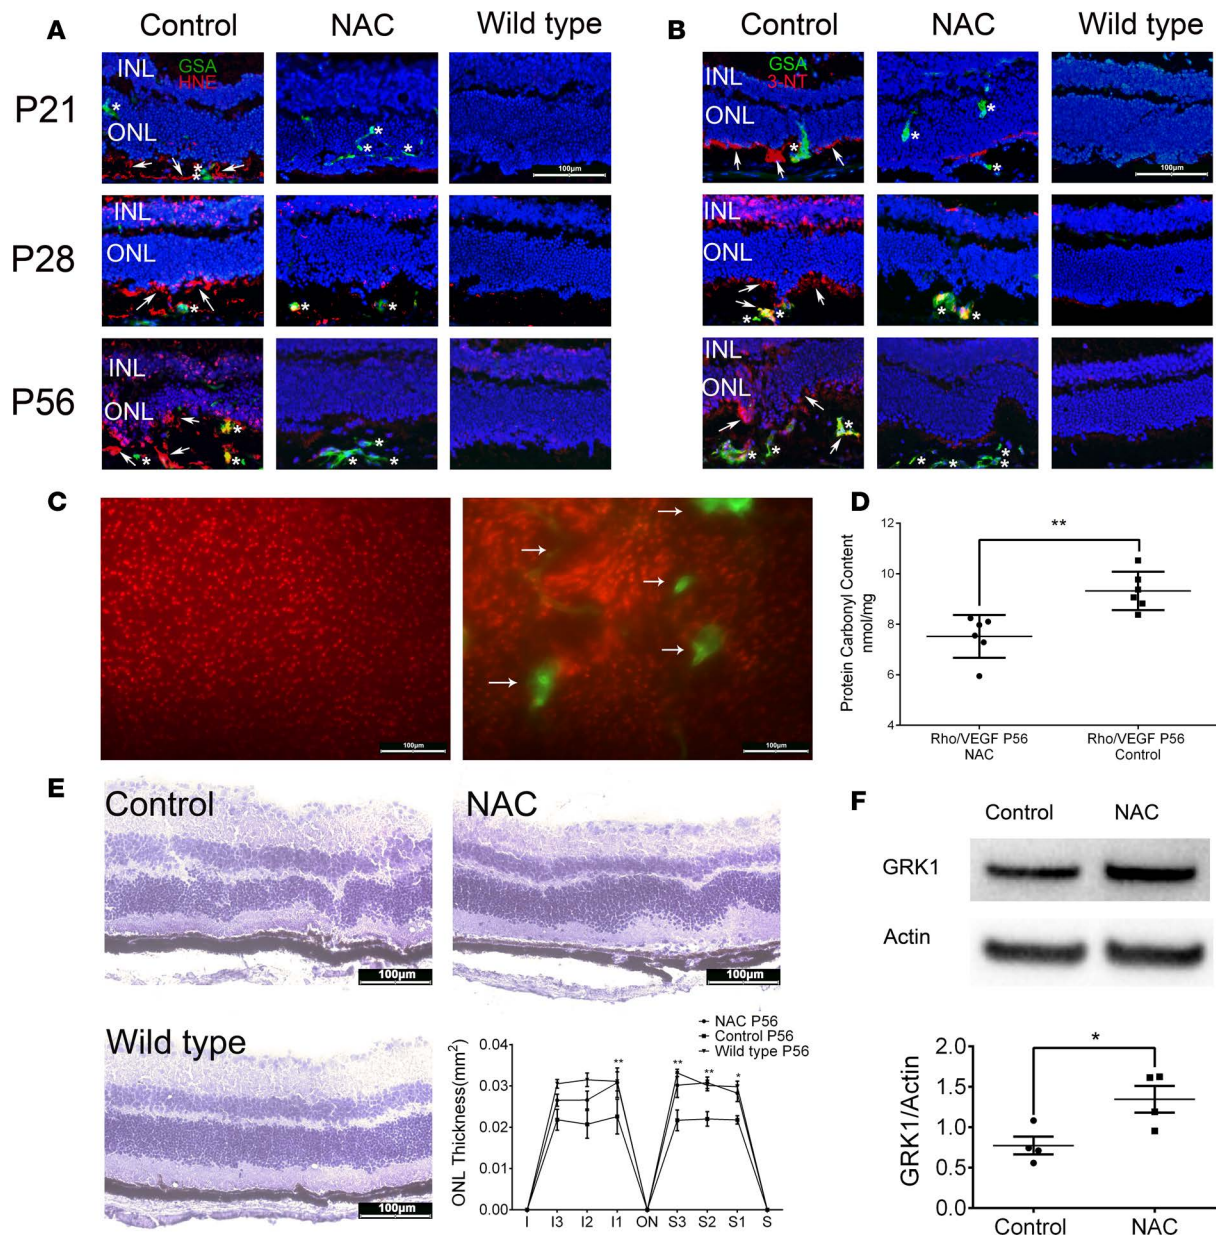 A
Control
NAC
Wild type
P21
INL
GSA
HNE
ONL
100μm
P28
INL
ONL
P56
INL
ONL
B
Control
NAC
Wild type
INL
GSA
3-NT
ONL
100μm
INL
ONL
INL
ONL
C
100μm
100μm
D
**
Protein Carbonyl Content
nmol/mg
12
10
8
6
4
Rho/VEGF P56
NAC
Rho/VEGF P56
Control
E
Control
100μm
NAC
100μm
Wild type
100μm
NAC P56
Control P56
Wild type P56
ONL Thickness(mm²)
0.04
0.03
0.02
0.01
0.00
** ** ** *
I I3 I2 I1 ON S3 S2 S1 S
F
Control NAC
GRK1
Actin
*
GRK1/Actin
2.0
1.5
1.0
0.5
0.0
Control NAC